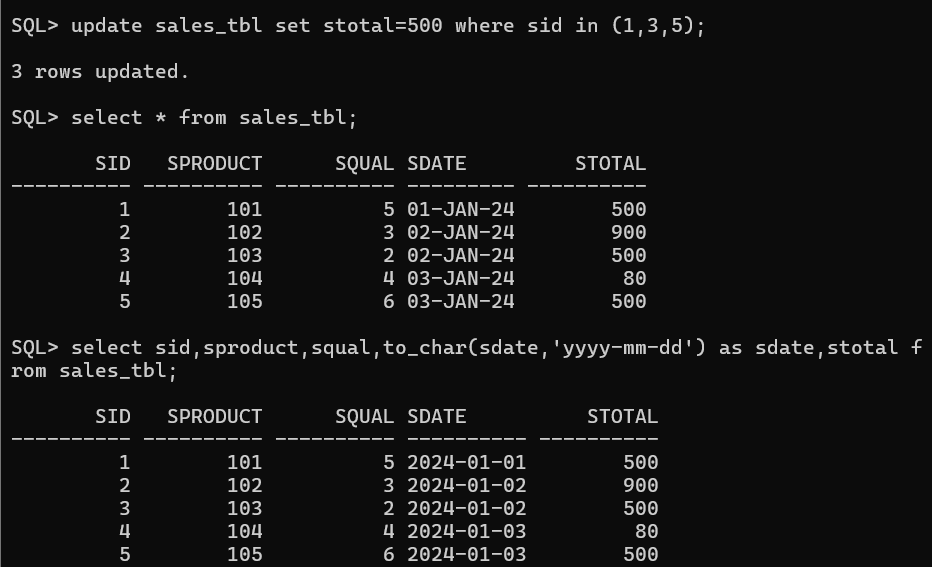 SQL> update sales_tbl set stotal=500 where sid in (1,3,5);
3 rows updated.
SQL> select * from sales_tbl;
       SID   SPRODUCT      SQUAL SDATE         STOTAL
---------- ---------- ---------- --------- ----------
         1        101          5 01-JAN-24        500
         2        102          3 02-JAN-24        900
         3        103          2 02-JAN-24        500
         4        104          4 03-JAN-24         80
         5        105          6 03-JAN-24        500
SQL> select sid,sproduct,squal,to_char(sdate,'yyyy-mm-dd') as sdate,stotal f
rom sales_tbl;
       SID   SPRODUCT      SQUAL SDATE          STOTAL
---------- ---------- ---------- ---------- ----------
         1        101          5 2024-01-01        500
         2        102          3 2024-01-02        900
         3        103          2 2024-01-02        500
         4        104          4 2024-01-03         80
         5        105          6 2024-01-03        500